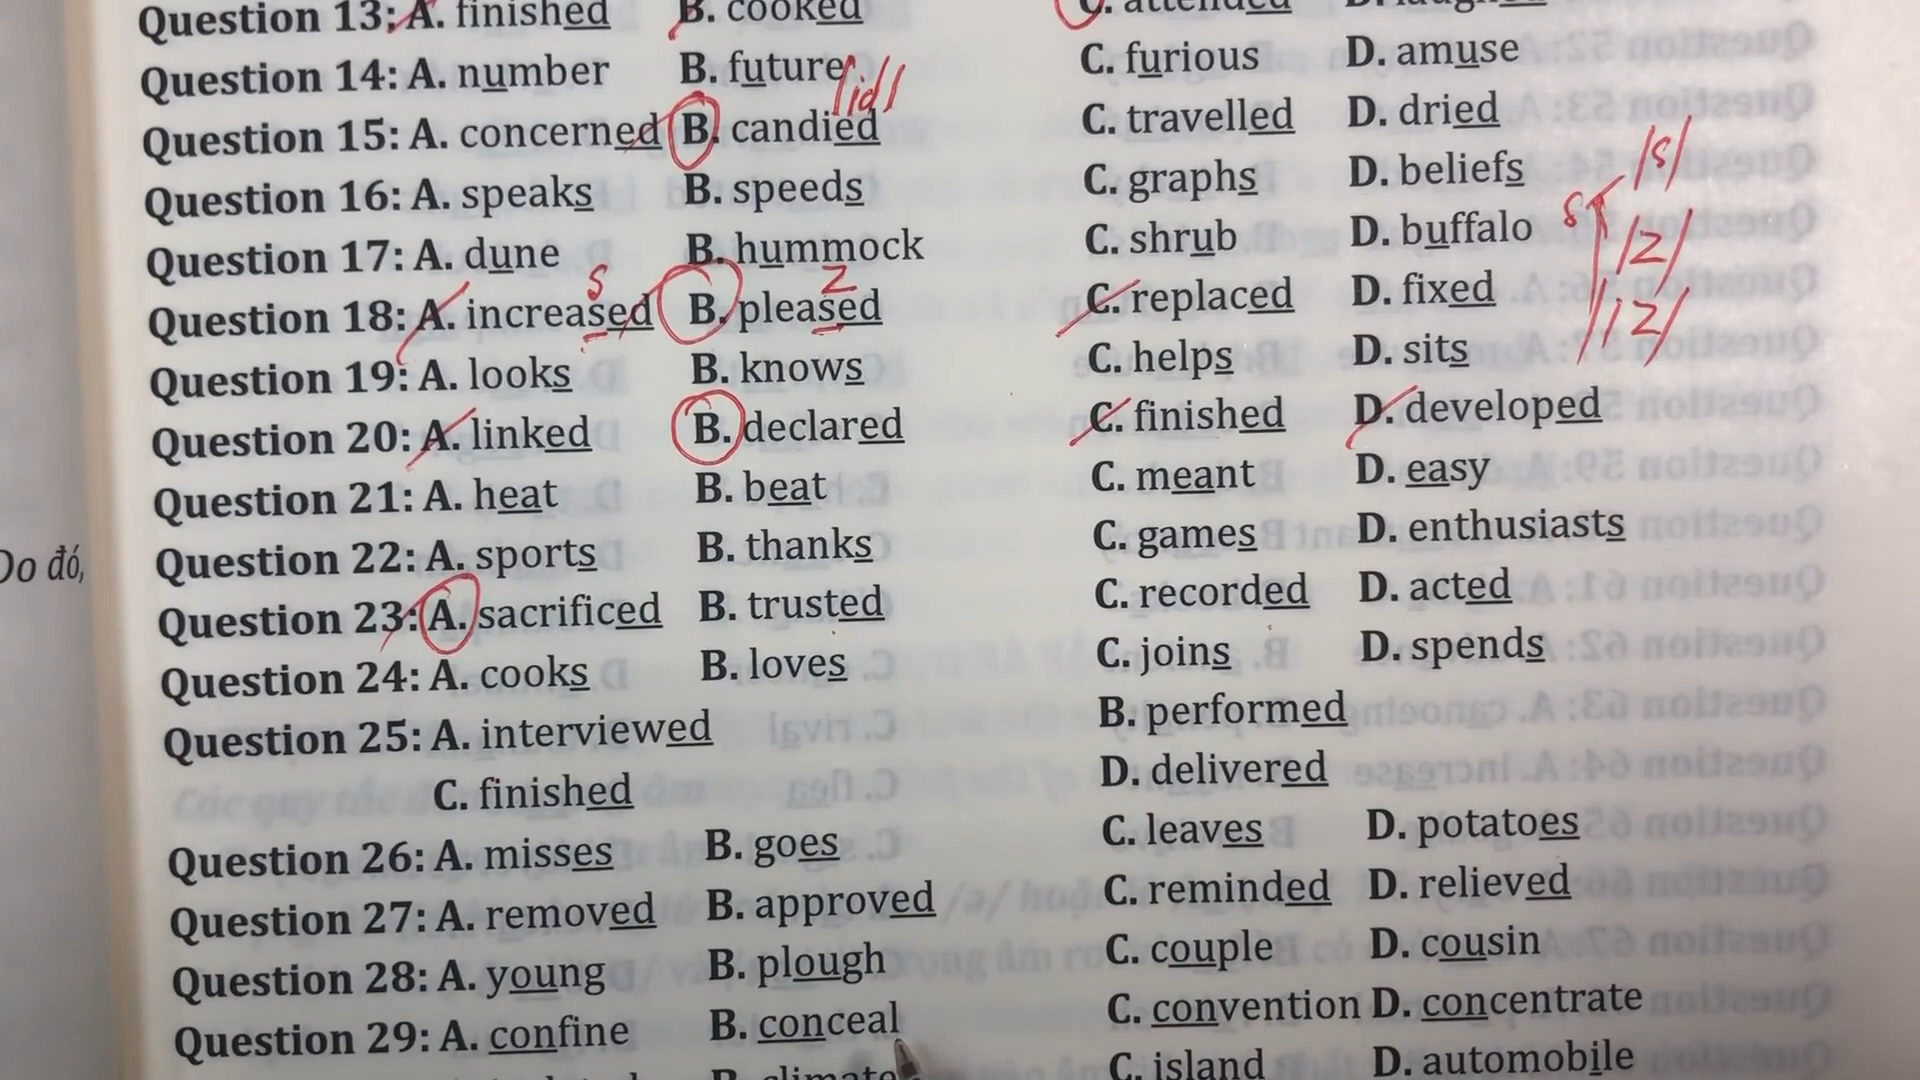 Question 13: A. finished B. cooked C. attended
Question 14: A. number B. future C. furious D. amuse
/id/
Question 15: A. concerned B. candied C. travelled D. dried
/s/
Question 16: A. speaks B. speeds C. graphs D. beliefs
Question 17: A. dune B. hummock C. shrub D. buffalo
/z/
s z
Question 18: A. increased B. pleased C. replaced D. fixed
/iz/
Question 19: A. looks B. knows C. helps D. sits
Question 20: A. linked B. declared C. finished D. developed
Question 21: A. heat B. beat C. meant D. easy
Question 22: A. sports B. thanks C. games D. enthusiasts
Do đó,
Question 23: A. sacrificed B. trusted C. recorded D. acted
Question 24: A. cooks B. loves C. joins D. spends
Question 25: A. interviewed B. performed
C. finished D. delivered
Question 26: A. misses B. goes C. leaves D. potatoes
Question 27: A. removed B. approved C. reminded D. relieved
Question 28: A. young B. plough C. couple D. cousin
Question 29: A. confine B. conceal C. convention D. concentrate
B. climate C. island D. automobile